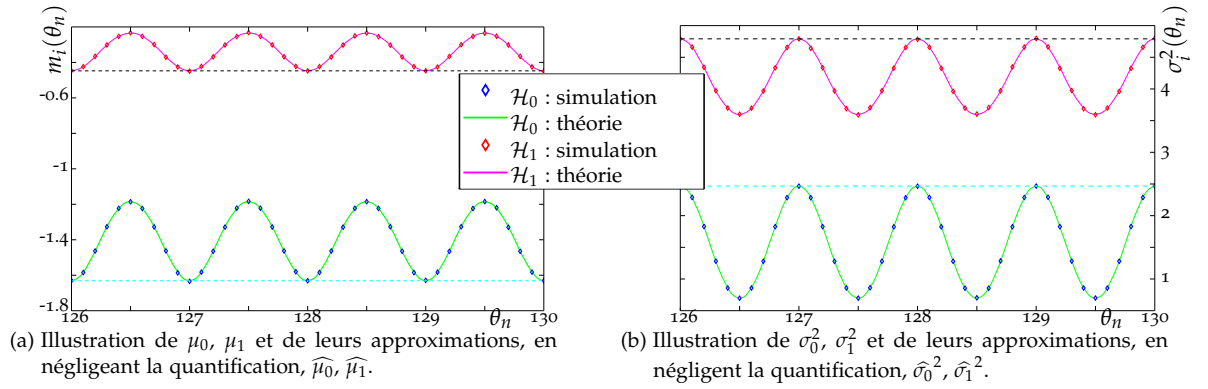 m_i(θ_n)
-0.6
-1
-1.4
-1.8
126 127 128 129 130
θ_n
ℋ_0 : simulation
ℋ_0 : théorie
ℋ_1 : simulation
ℋ_1 : théorie
σ_i^2(θ_n)
4
3
2
1
126 127 128 129 130
θ_n
(a) Illustration de μ_0, μ_1 et de leurs approximations, en
négligeant la quantification, \widehat{μ_0}, \widehat{μ_1}.
(b) Illustration de σ_0^2, σ_1^2 et de leurs approximations, en
négligent la quantification, \widehat{σ_0}^2, \widehat{σ_1}^2.